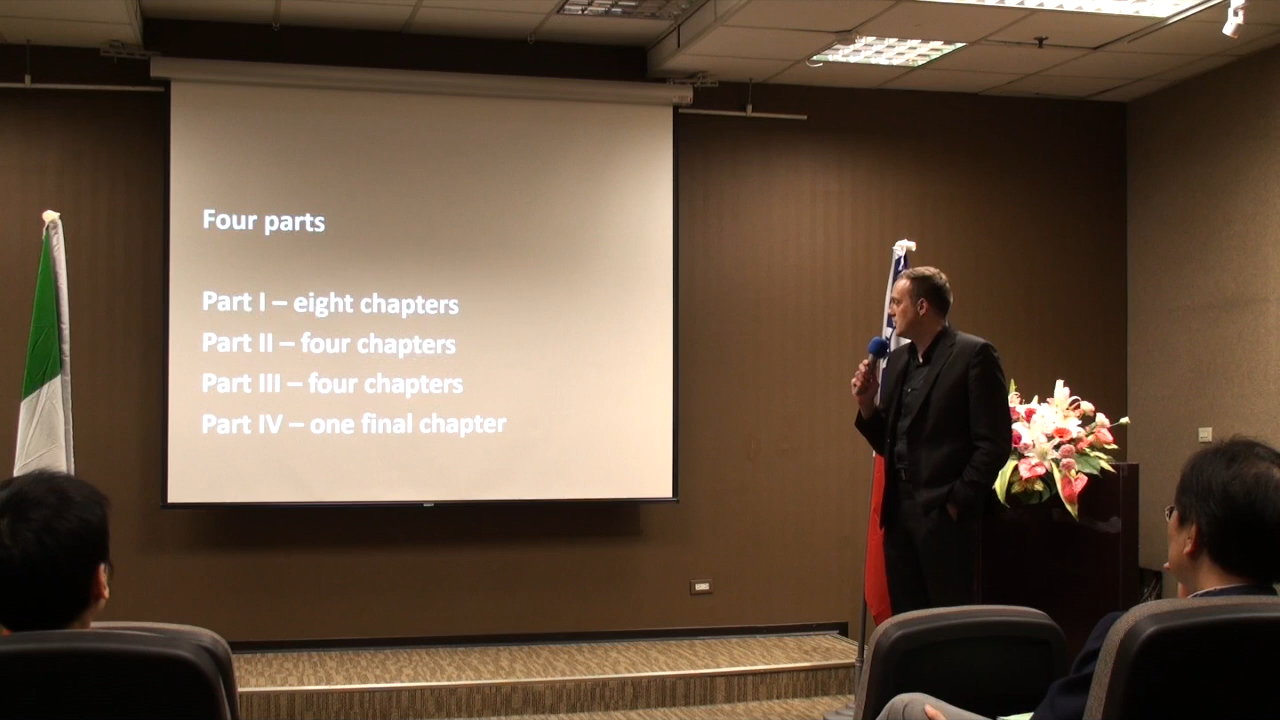 Four parts
Part I – eight chapters
Part II – four chapters
Part III – four chapters
Part IV – one final chapter